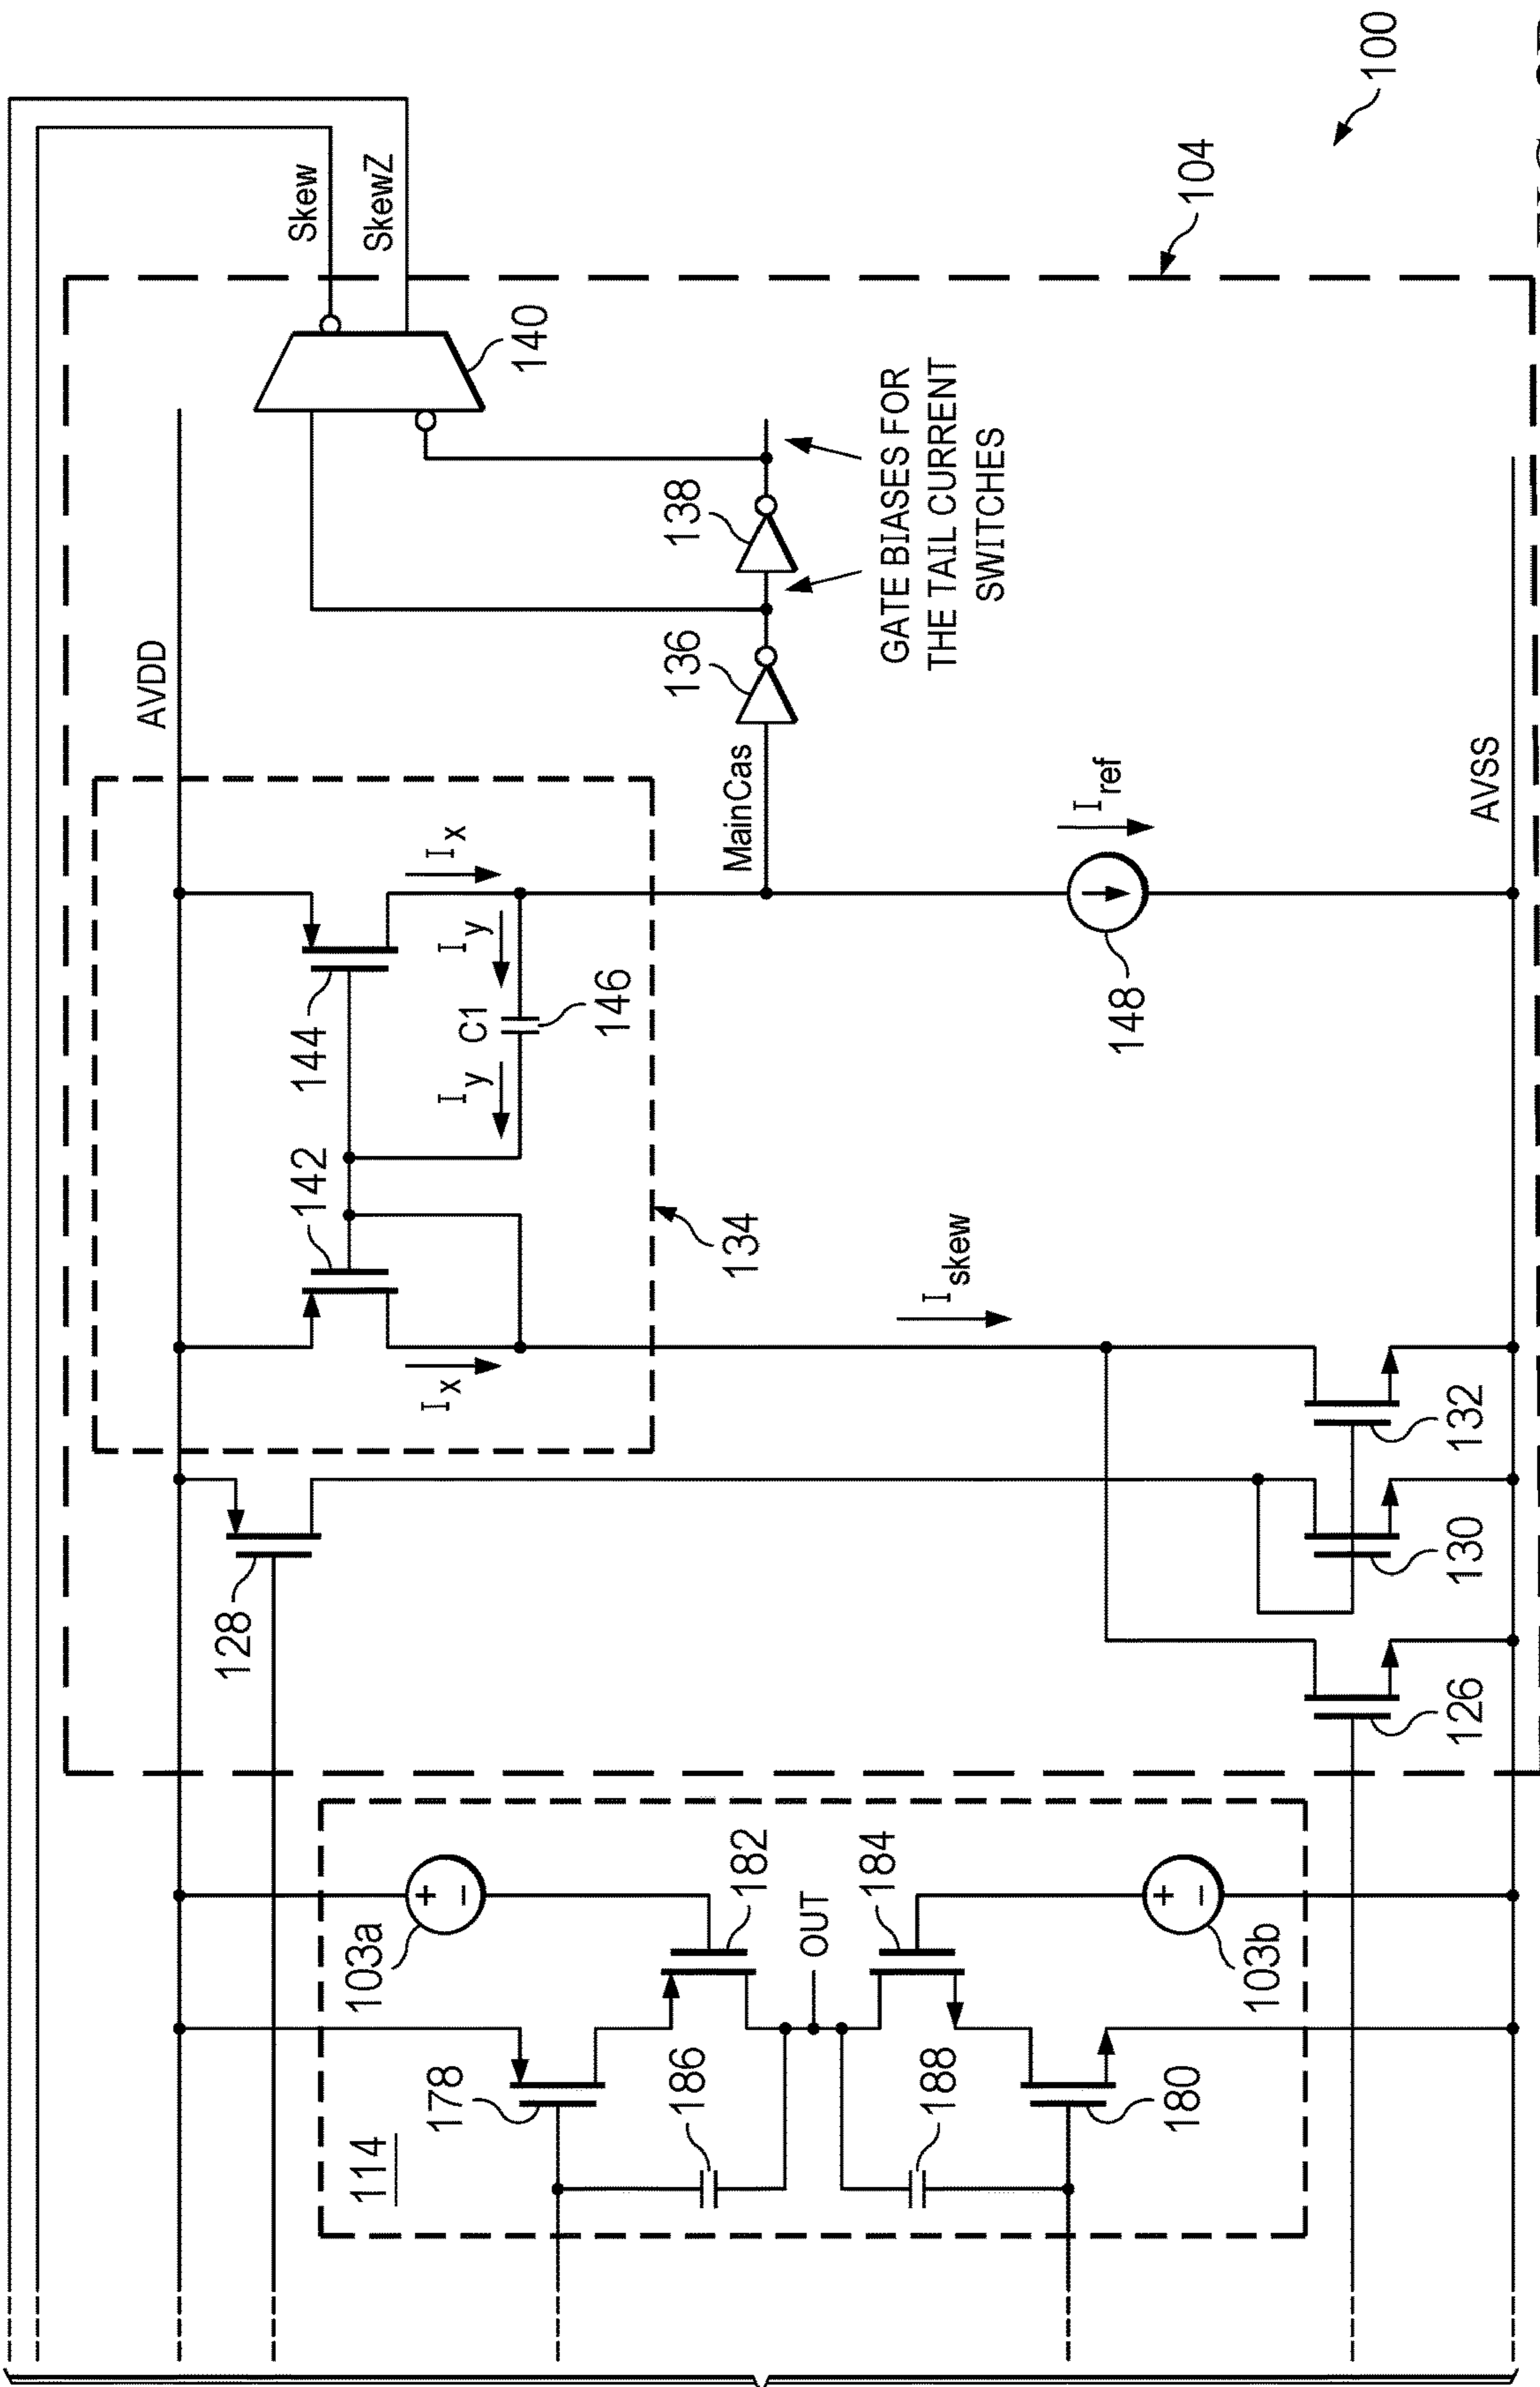 Skew
SkewZ
100
104
AVDD
140
138
136
GATE BIASES FOR
THE TAIL CURRENT
SWITCHES
MainCas
Ix
Iy
C1
Iy
146
144
142
Ix
134
Iref
148
AVSS
Iskew
128
132
130
126
103a
182
OUT
184
103b
178
186
188
180
114